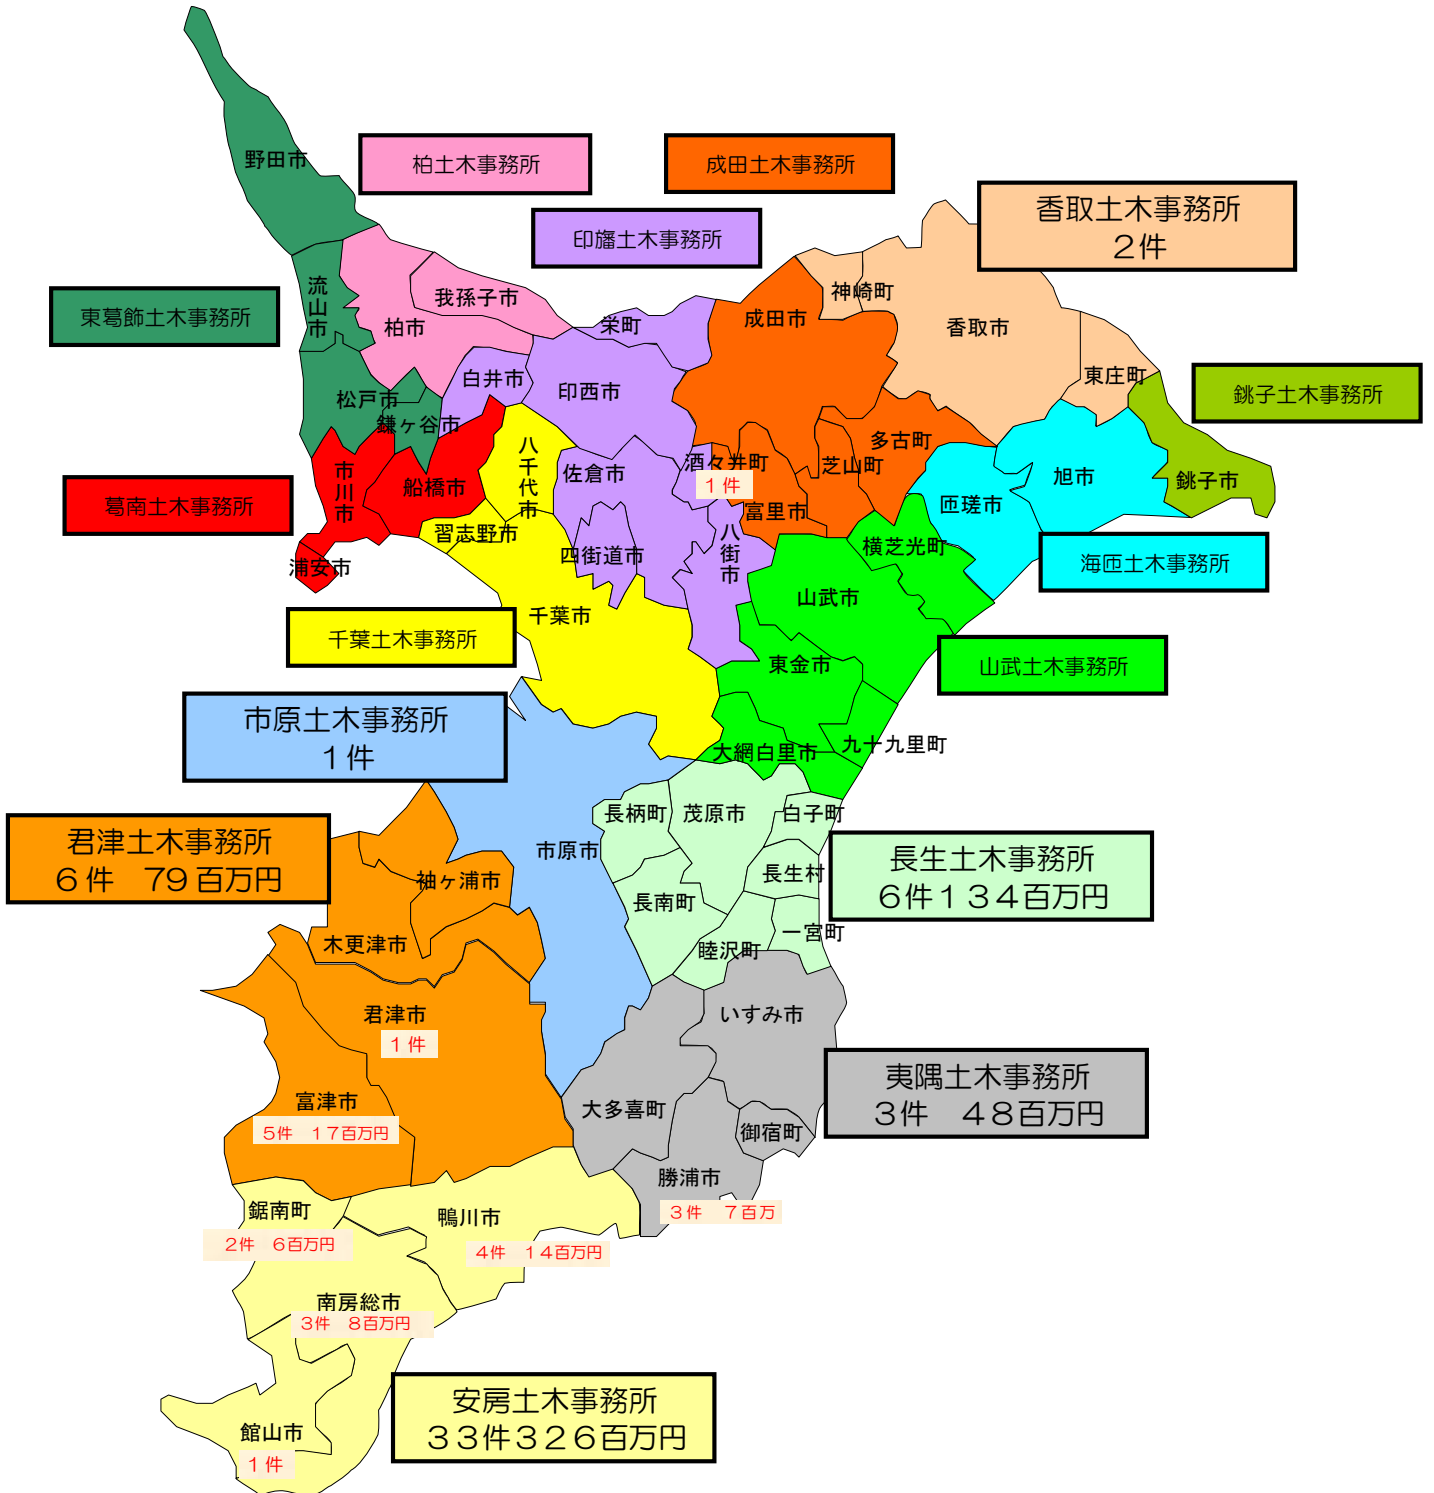 野田市
柏土木事務所
成田土木事務所
香取土木事務所
２件
印旛土木事務所
東葛飾土木事務所
流山市
我孫子市
柏市
栄町
成田市
神崎町
香取市
東庄町
銚子土木事務所
白井市
印西市
松戸市
鎌ヶ谷市
八千代市
佐倉市
酒々井町
１件
芝山町
多古町
旭市
銚子市
葛南土木事務所
市川市
船橋市
習志野市
四街道市
八街市
富里市
横芝光町
匝瑳市
海匝土木事務所
浦安市
千葉市
山武市
千葉土木事務所
東金市
山武土木事務所
市原土木事務所
１件
大網白里市
九十九里町
君津土木事務所
６件　79百万円
市原市
長柄町
茂原市
白子町
長生土木事務所
６件１３４百万円
袖ヶ浦市
長南町
長生村
木更津市
睦沢町
一宮町
君津市
１件
いすみ市
夷隅土木事務所
３件　４８百万円
富津市
5件　１7百万円
大多喜町
御宿町
勝浦市
３件　７百万
鋸南町
２件　６百万円
鴨川市
４件　１４百万円
南房総市
３件　８百万円
安房土木事務所
３３件３２６百万円
館山市
１件